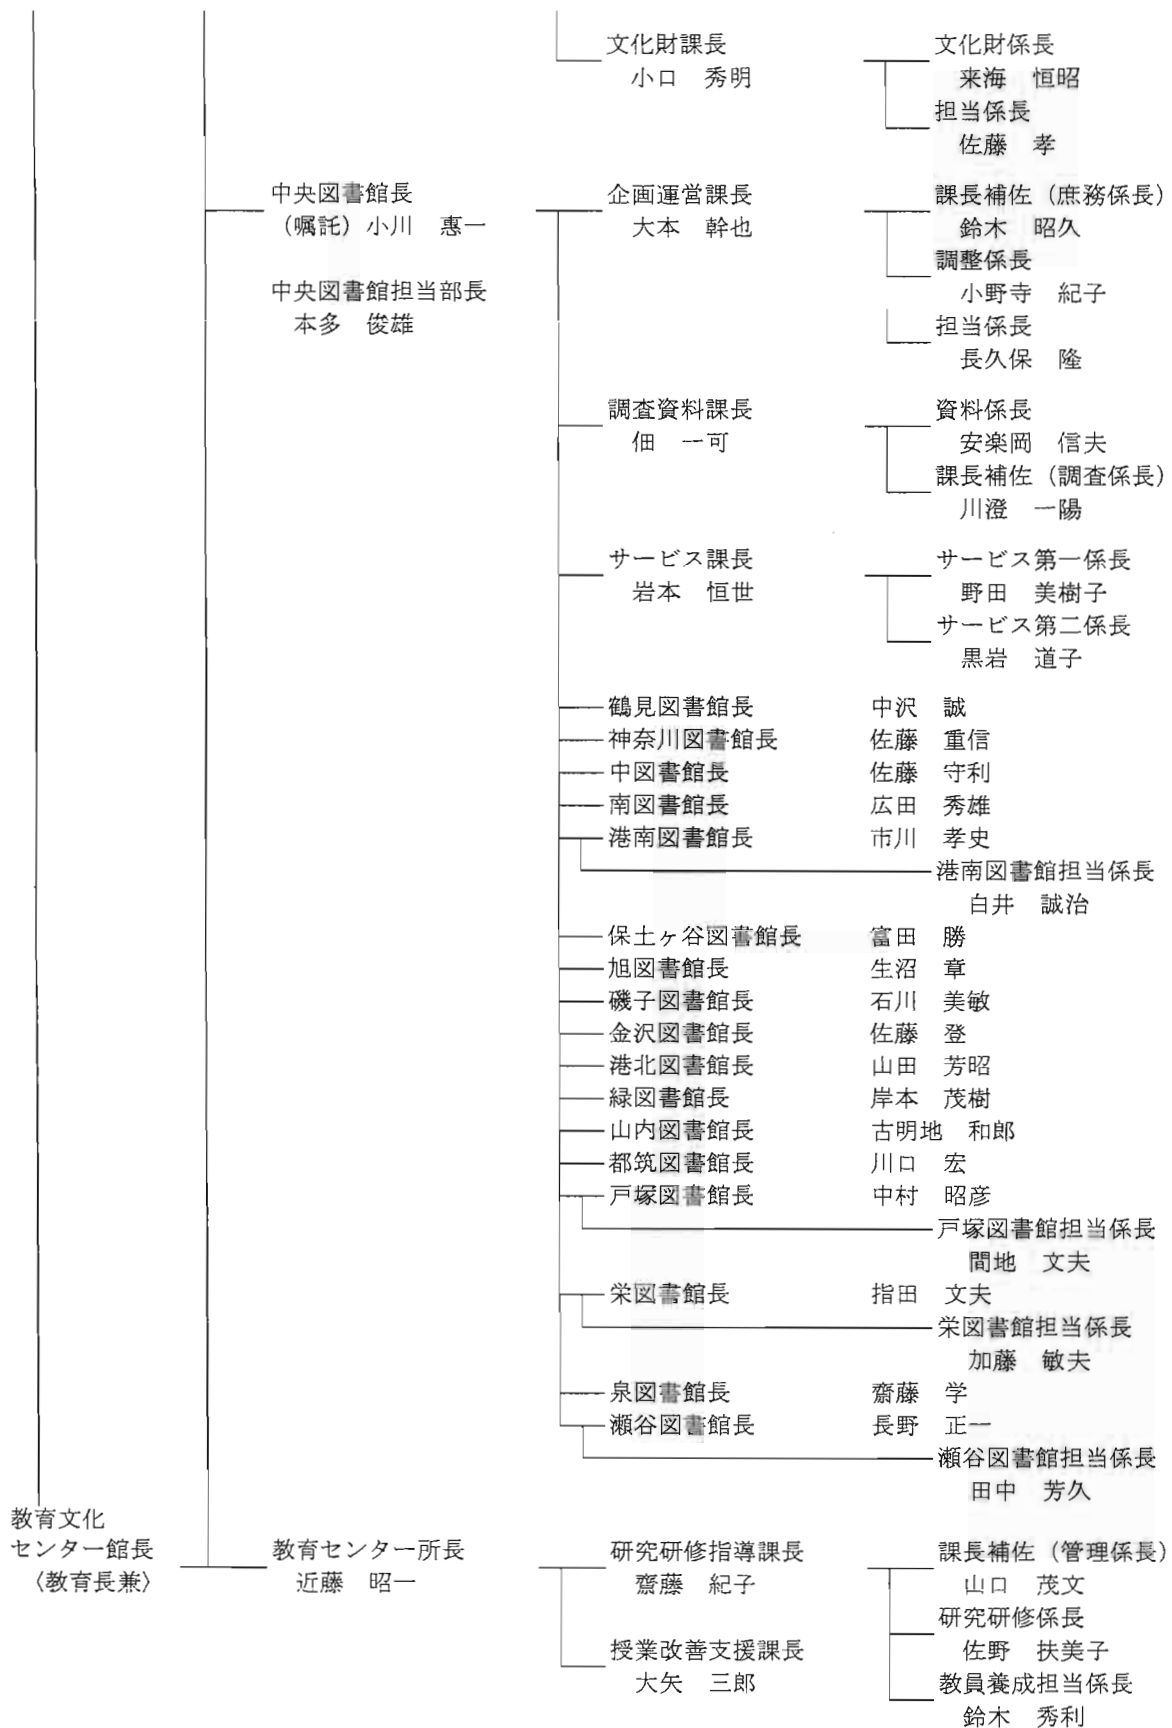 文化財課長 文化財係長
小口 秀明 来海 恒昭
担当係長
佐藤 孝
中央図書館長 企画運営課長 課長補佐（庶務係長）
（嘱託）小川 惠一 大本 幹也 鈴木 昭久
調整係長
中央図書館担当部長 小野寺 紀子
本多 俊雄 担当係長
長久保 隆
調査資料課長 資料係長
佃 一可 安楽岡 信夫
課長補佐（調査係長）
川澄 一陽
サービス課長 サービス第一係長
岩本 恒世 野田 美樹子
サービス第二係長
黒岩 道子
鶴見図書館長 中沢 誠
神奈川図書館長 佐藤 重信
中図書館長 佐藤 守利
南図書館長 広田 秀雄
港南図書館長 市川 孝史
港南図書館担当係長
白井 誠治
保土ヶ谷図書館長 富田 勝
旭図書館長 生沼 章
磯子図書館長 石川 美敏
金沢図書館長 佐藤 登
港北図書館長 山田 芳昭
緑図書館長 岸本 茂樹
山内図書館長 古明地 和郎
都筑図書館長 川口 宏
戸塚図書館長 中村 昭彦
戸塚図書館担当係長
間地 文夫
栄図書館長 指田 文夫
栄図書館担当係長
加藤 敏夫
泉図書館長 齋藤 学
瀬谷図書館長 長野 正一
瀬谷図書館担当係長
田中 芳久
教育文化
センター館長 教育センター所長 研究研修指導課長 課長補佐（管理係長）
〈教育長兼〉 近藤 昭一 齋藤 紀子 山口 茂文
研究研修係長
授業改善支援課長 佐野 扶美子
大矢 三郎 教員養成担当係長
鈴木 秀利